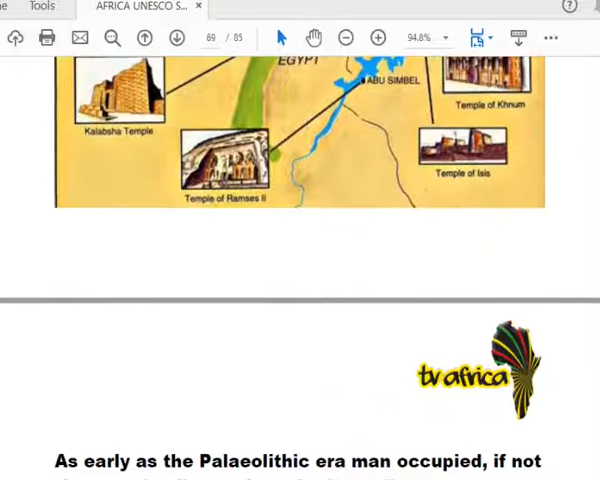 Tools
AFRICA UNESCO S...
69 / 85
94.8%
EGYPT
ABU SIMBEL
Kalabsha Temple
Temple of Khnum
Temple of Isis
Temple of Ramses II
tv africa
As early as the Palaeolithic era man occupied, if not